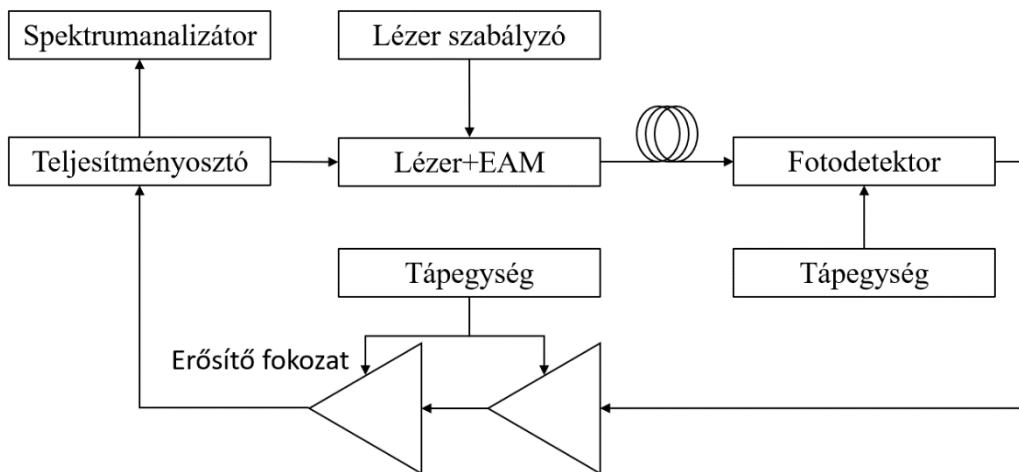 Spektrumanalizátor
Lézer szabályzó
Teljesítményosztó
Lézer+EAM
Fotodetektor
Tápegység
Tápegység
Erősítő fokozat